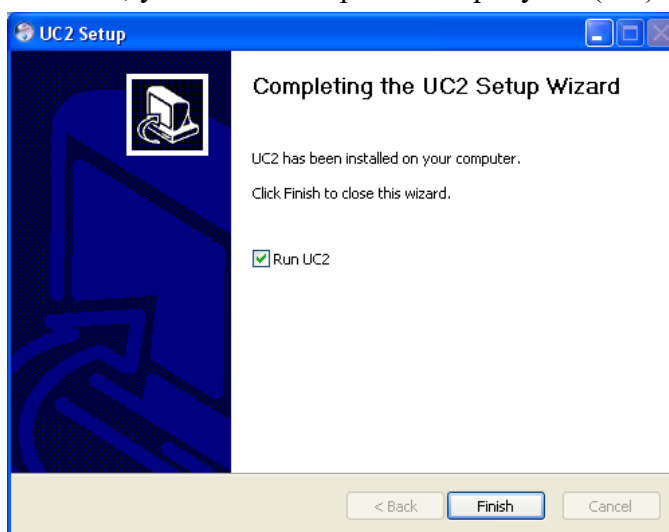 UC2 Setup
Completing the UC2 Setup Wizard
UC2 has been installed on your computer.
Click Finish to close this wizard.
Run UC2
< Back Finish Cancel